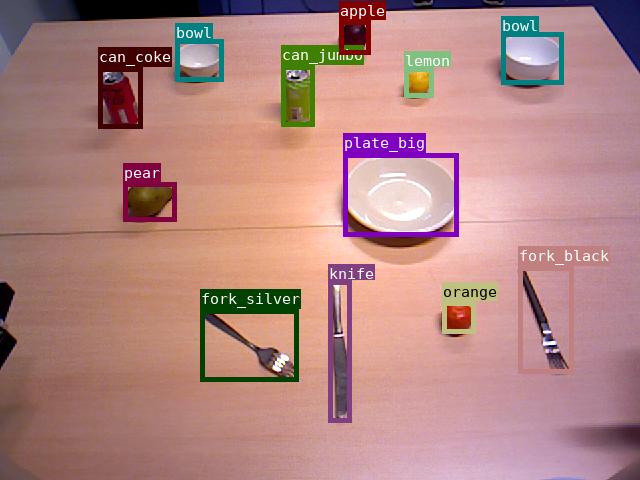 apple
bowl
bowl
can_coke
can_jumbo
lemon
plate_big
pear
fork_black
knife
orange
fork_silver